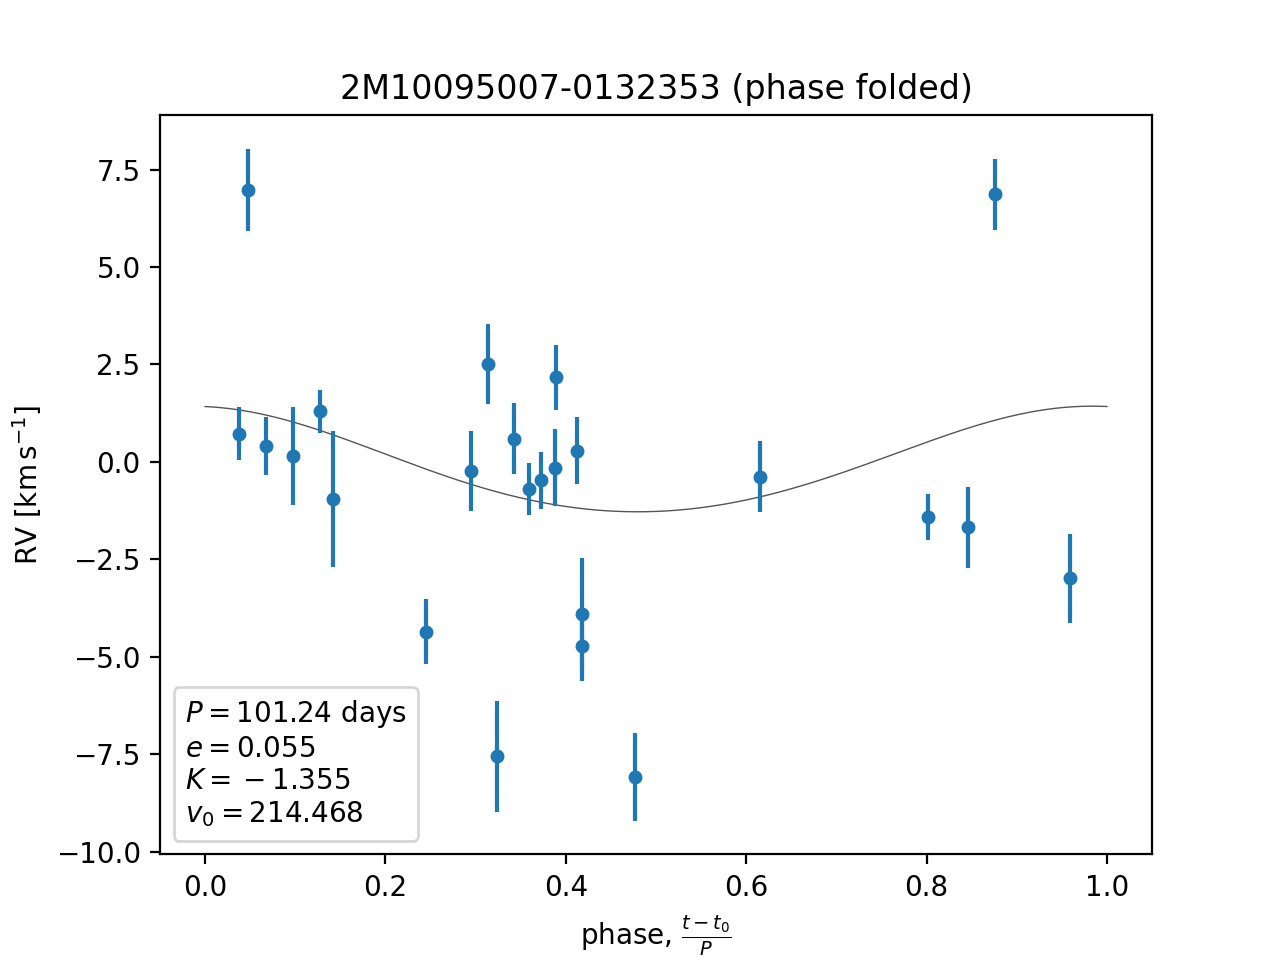 2M10095007-0132353 (phase folded)
RV [km s⁻¹]
7.5
5.0
2.5
0.0
−2.5
−5.0
−7.5
−10.0
P = 101.24 days
e = 0.055
K = −1.355
v₀ = 214.468
0.0 0.2 0.4 0.6 0.8 1.0
phase, (t − t₀)/P